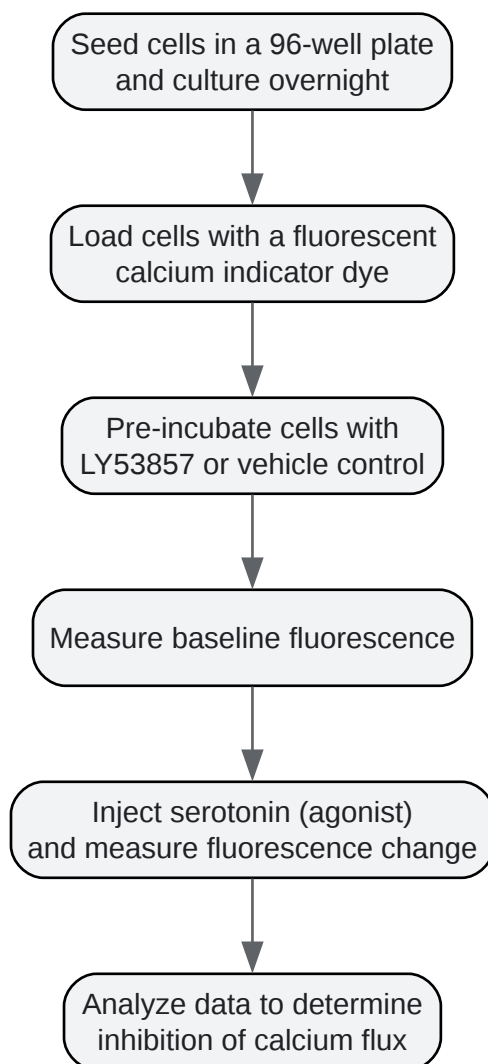 Seed cells in a 96-well plate
and culture overnight
Load cells with a fluorescent
calcium indicator dye
Pre-incubate cells with
LY53857 or vehicle control
Measure baseline fluorescence
Inject serotonin (agonist)
and measure fluorescence change
Analyze data to determine
inhibition of calcium flux